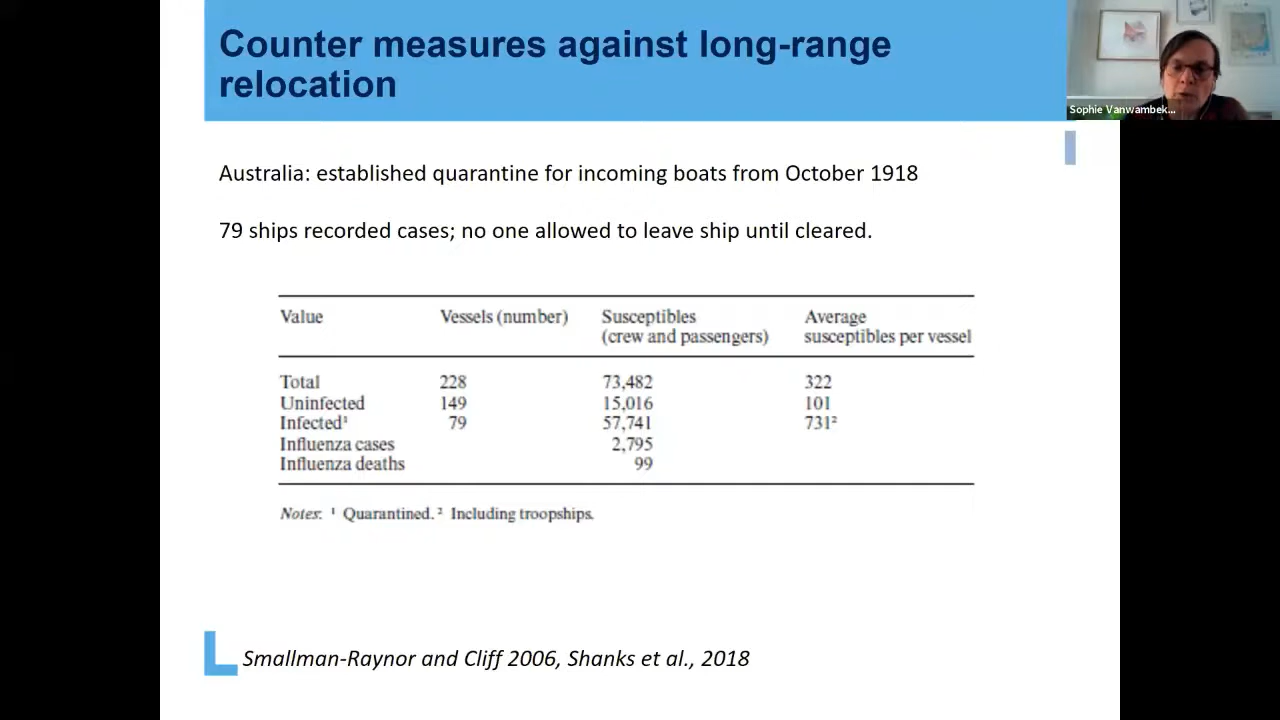 Counter measures against long-range
relocation
Sophie Vanwambek...
Australia: established quarantine for incoming boats from October 1918
79 ships recorded cases; no one allowed to leave ship until cleared.
Value Vessels (number) Susceptibles (crew and passengers) Average susceptibles per vessel
Total 228 73,482 322
Uninfected 149 15,016 101
Infected¹ 79 57,741 731²
Influenza cases 2,795
Influenza deaths 99
Notes: ¹ Quarantined. ² Including troopships.
Smallman-Raynor and Cliff 2006, Shanks et al., 2018